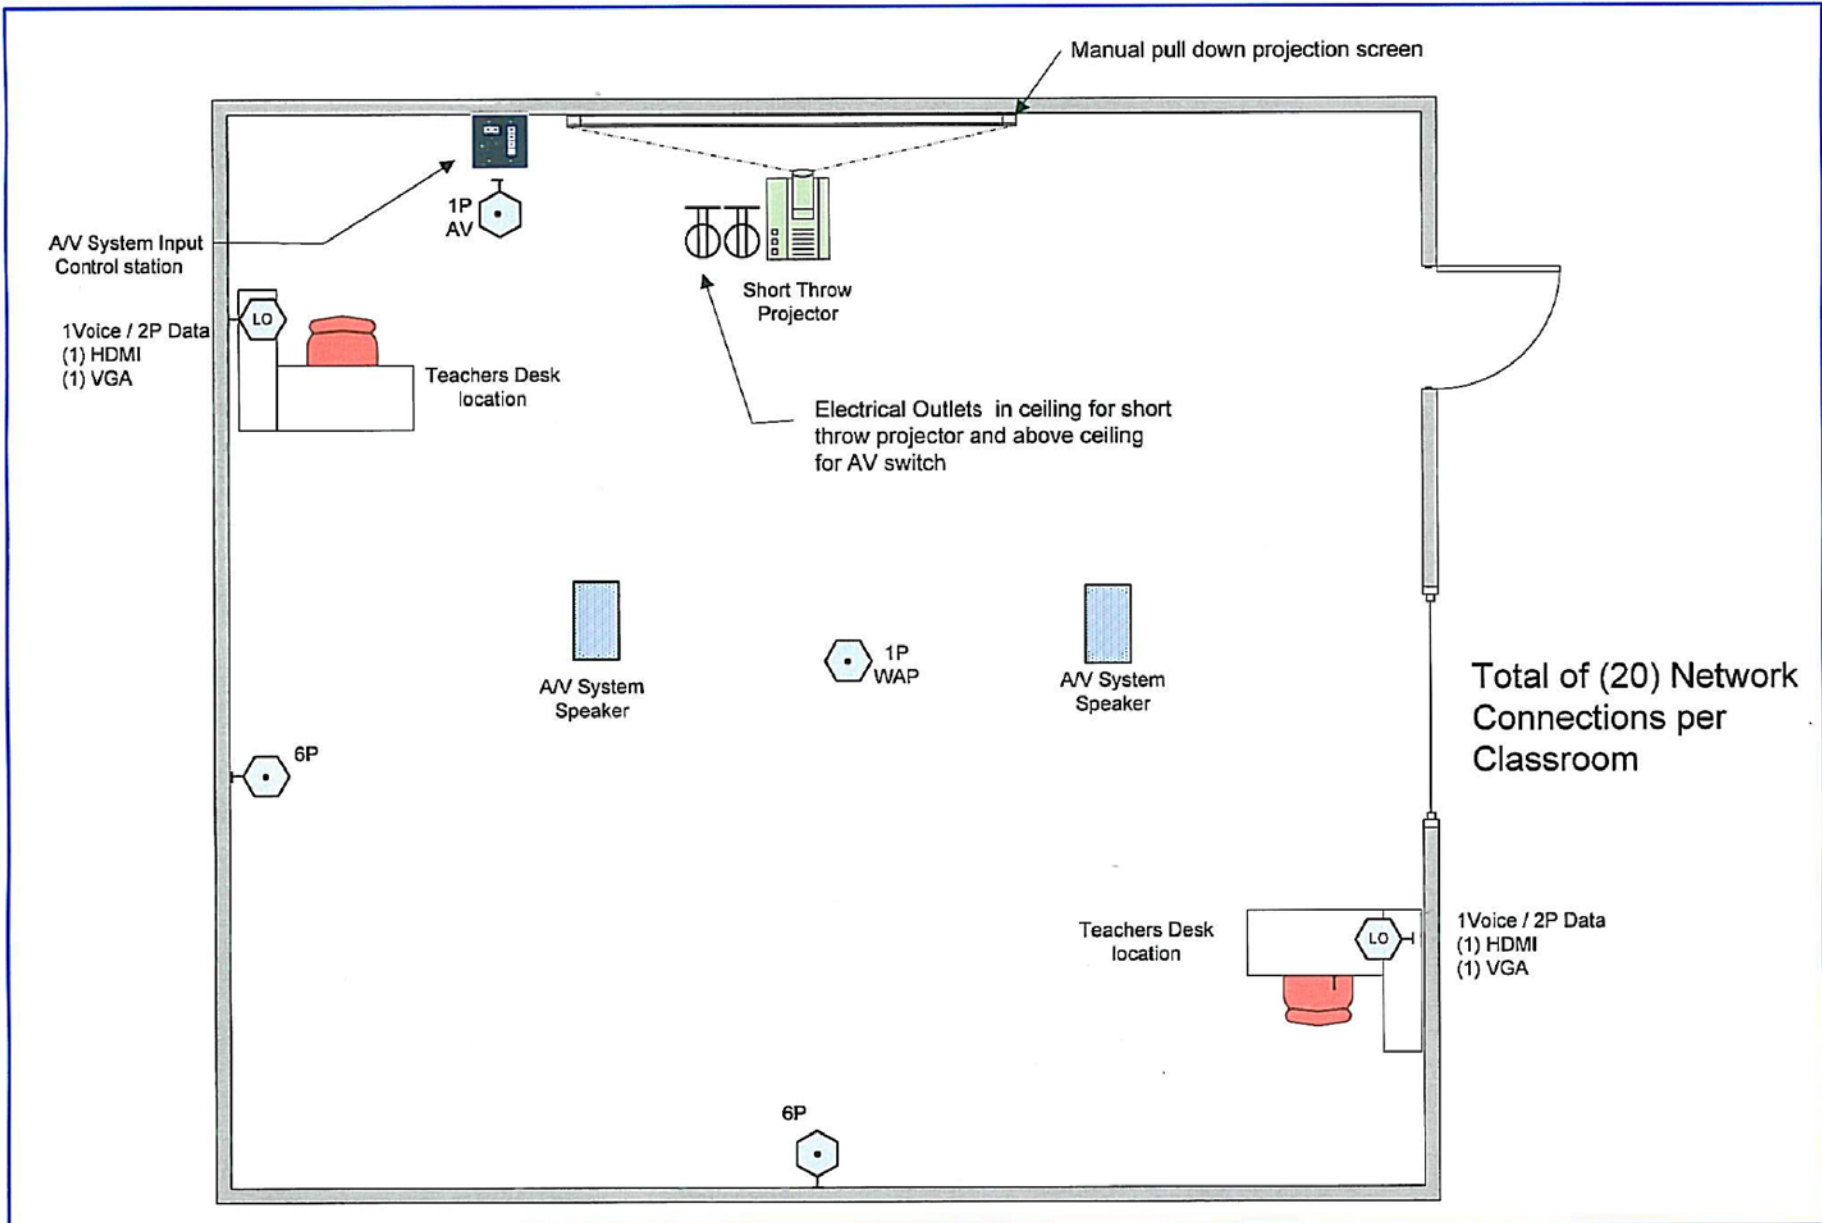 Manual pull down projection screen
1P
AV
A/V System Input
Control station
Short Throw
Projector
LO
1Voice / 2P Data
(1) HDMI
(1) VGA
Teachers Desk
location
Electrical Outlets in ceiling for short
throw projector and above ceiling
for AV switch
A/V System
Speaker
1P
WAP
A/V System
Speaker
Total of (20) Network
Connections per
Classroom
6P
Teachers Desk
location
LO
1Voice / 2P Data
(1) HDMI
(1) VGA
6P